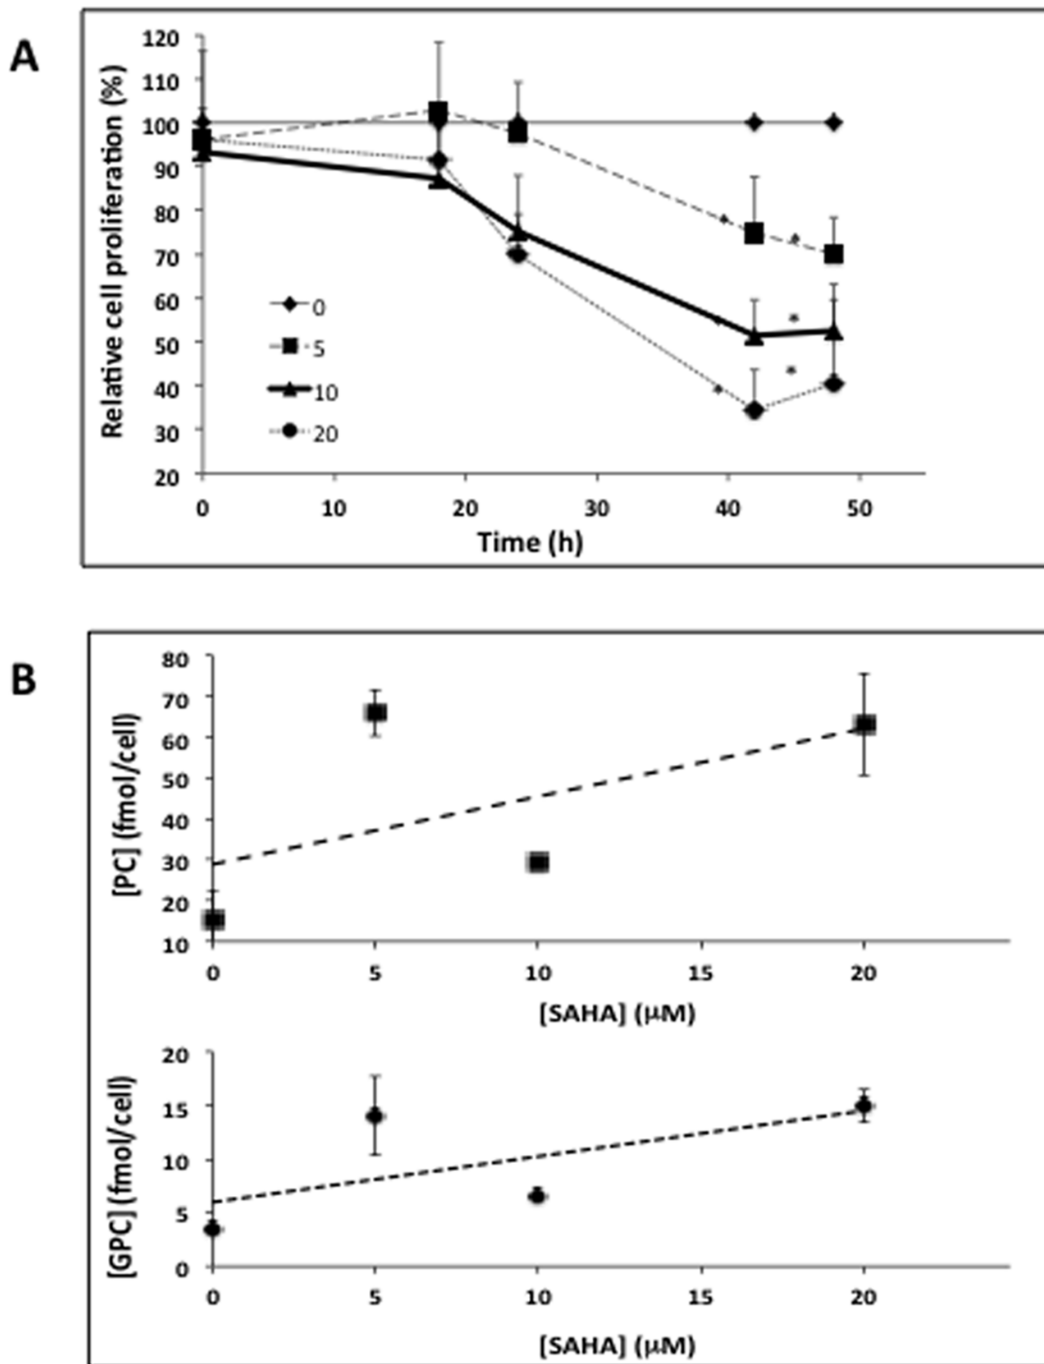 A
Relative cell proliferation (%)
120
110
100
90
80
70
60
50
40
30
20
0
5
10
20
0 10 20 30 40 50
Time (h)
B
[PC] (fmol/cell)
80
70
60
50
40
30
20
10
0 5 10 15 20
[SAHA] (µM)
[GPC] (fmol/cell)
20
15
10
5
0
0 5 10 15 20
[SAHA] (µM)